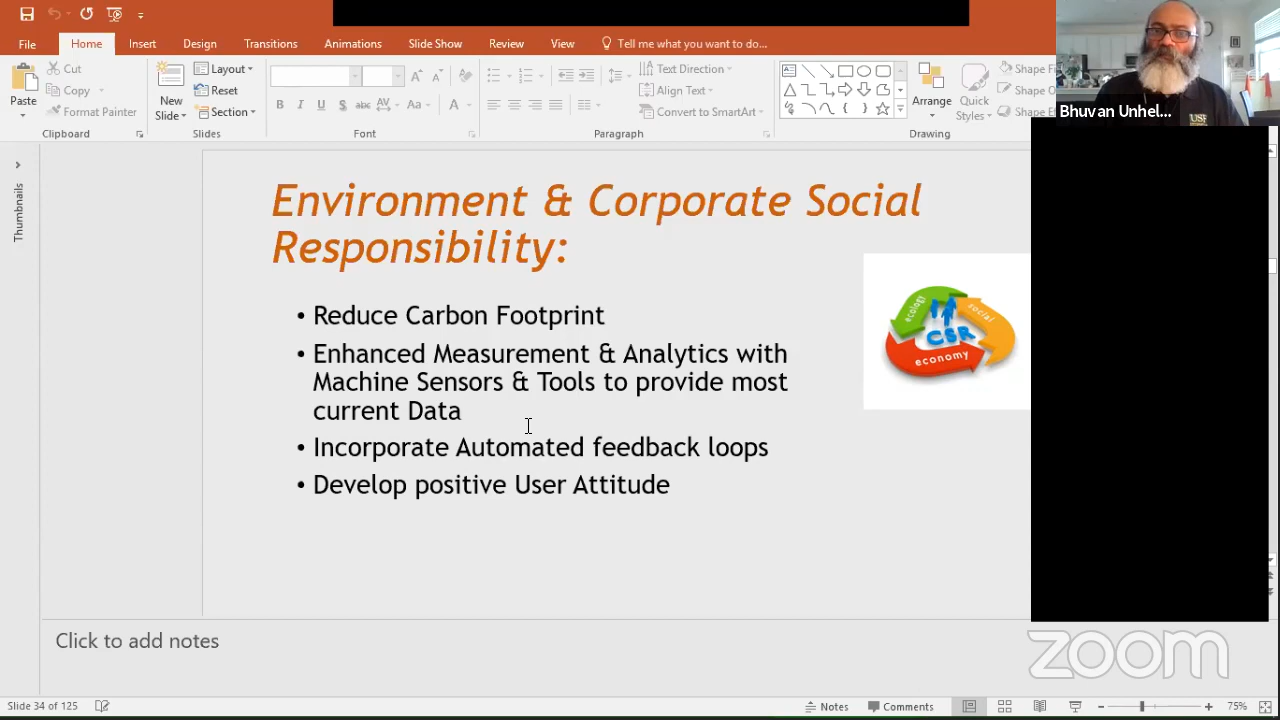 File Home Insert Design Transitions Animations Slide Show Review View Tell me what you want to do...
Paste
Cut
Copy
Format Painter
Clipboard
New
Slide
Layout
Reset
Section
Slides
Aa
A
Font
Text Direction
Align Text
Convert to SmartArt
Paragraph
Arrange
Quick
Styles
Shape
Shape
Shape
Drawing
Bhuvan Unhel...
Thumbnails
Environment & Corporate Social
Responsibility:
• Reduce Carbon Footprint
• Enhanced Measurement & Analytics with
Machine Sensors & Tools to provide most
current Data
• Incorporate Automated feedback loops
• Develop positive User Attitude
ecology
social
CSR
economy
Click to add notes
zoom
Slide 34 of 125
Notes
Comments
75%